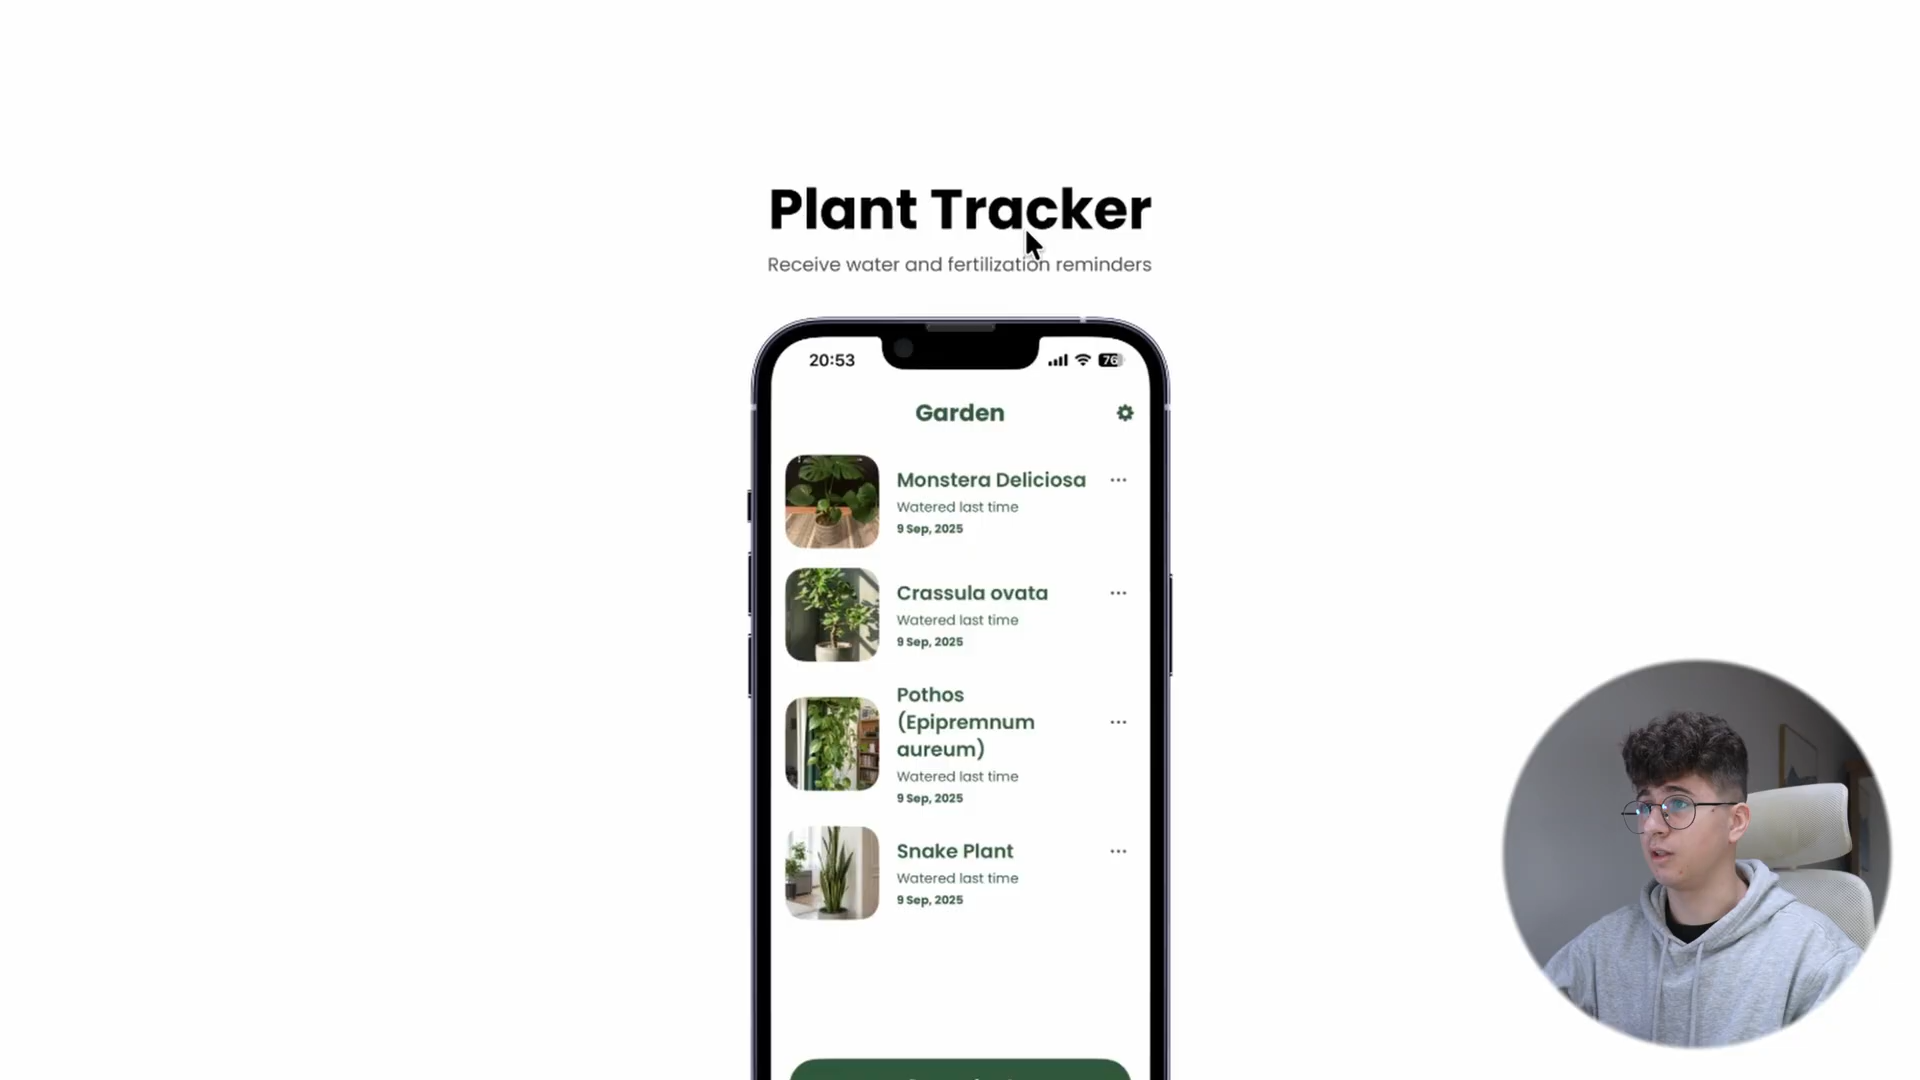 Plant Tracker
Receive water and fertilization reminders
20:53
76
Garden
Monstera Deliciosa
Watered last time
9 Sep, 2025
Crassula ovata
Watered last time
9 Sep, 2025
Pothos
(Epipremnum
aureum)
Watered last time
9 Sep, 2025
Snake Plant
Watered last time
9 Sep, 2025